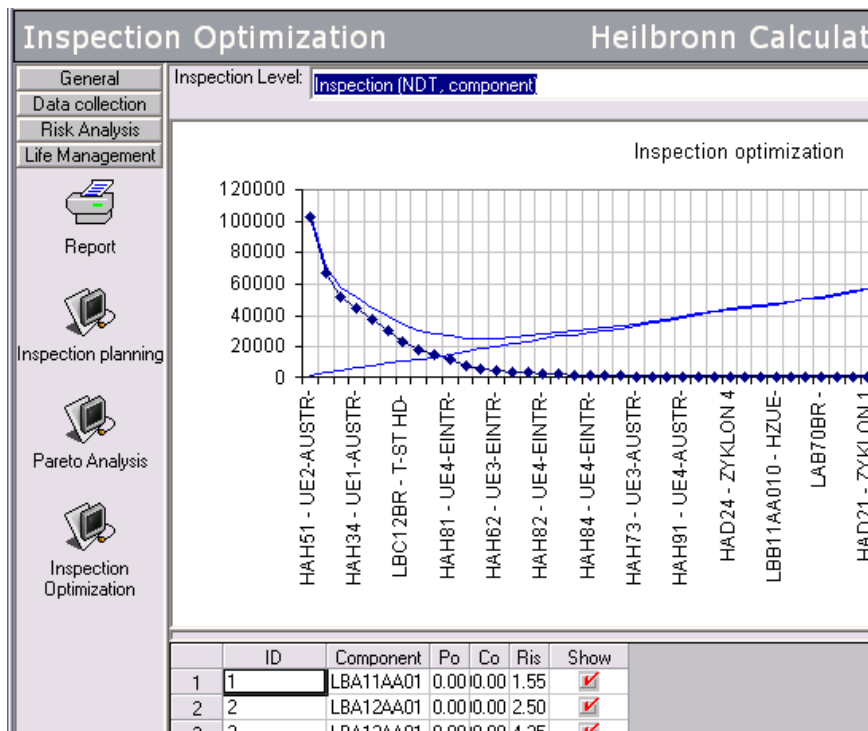 Inspection Optimization Heilbronn Calculat
General
Data collection
Risk Analysis
Life Management
Report
Inspection planning
Pareto Analysis
Inspection
Optimization
Inspection Level: Inspection (NDT, component)
Inspection optimization
120000
100000
80000
60000
40000
20000
0
HAH51 - UE2-AUSTR-
HAH34 - UE1-AUSTR-
LBC12BR - T-ST HD-
HAH81 - UE4-EINTR-
HAH62 - UE3-EINTR-
HAH82 - UE4-EINTR-
HAH84 - UE4-EINTR-
HAH73 - UE3-AUSTR-
HAH91 - UE4-AUSTR-
HAD24 - ZYKLON 4
LBB11AA010 - HZUE-
LAB70BR -
HAD21 - ZYKLON 1
ID Component Po Co Ris Show
1 1 LBA11AA01 0.00 0.00 1.55
2 2 LBA12AA01 0.00 0.00 2.50